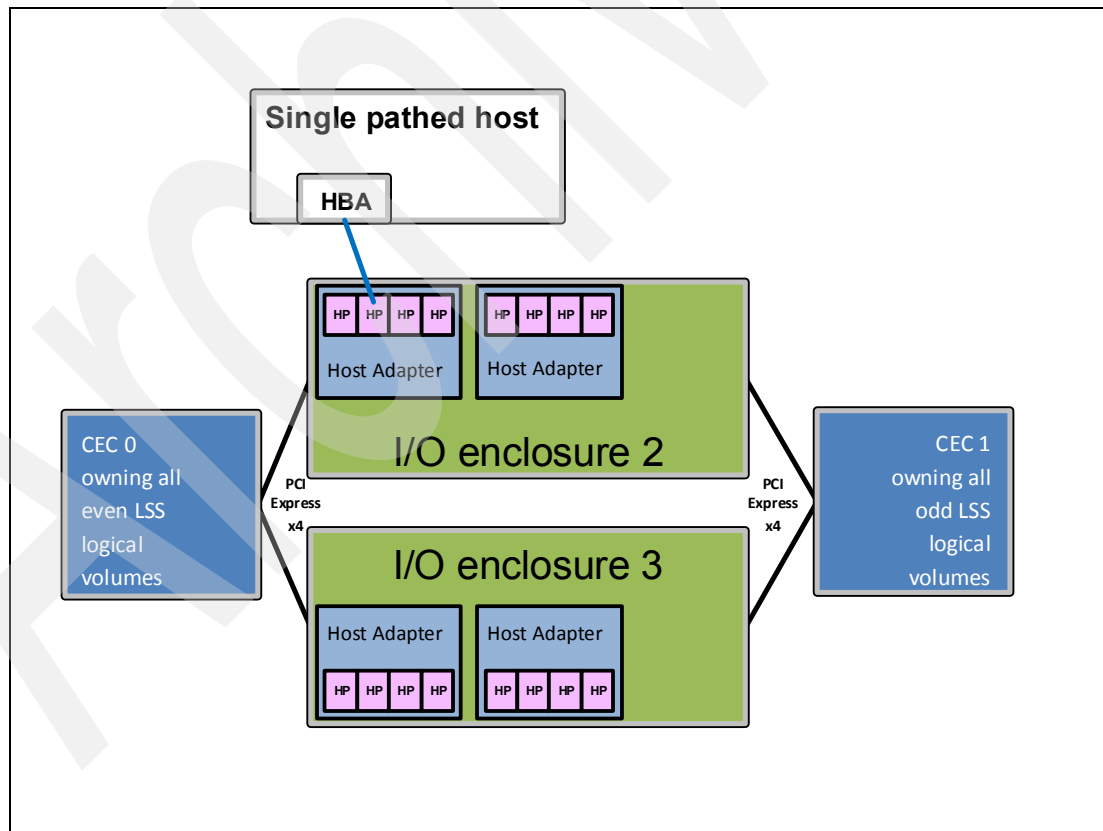 Single pathed host
HBA
HP HP HP HP
HP HP HP HP
Host Adapter
Host Adapter
I/O enclosure 2
CEC 0
owning all
even LSS
logical
volumes
PCI
Express
x4
PCI
Express
x4
CEC 1
owning all
odd LSS
logical
volumes
I/O enclosure 3
Host Adapter
Host Adapter
HP HP HP HP
HP HP HP HP